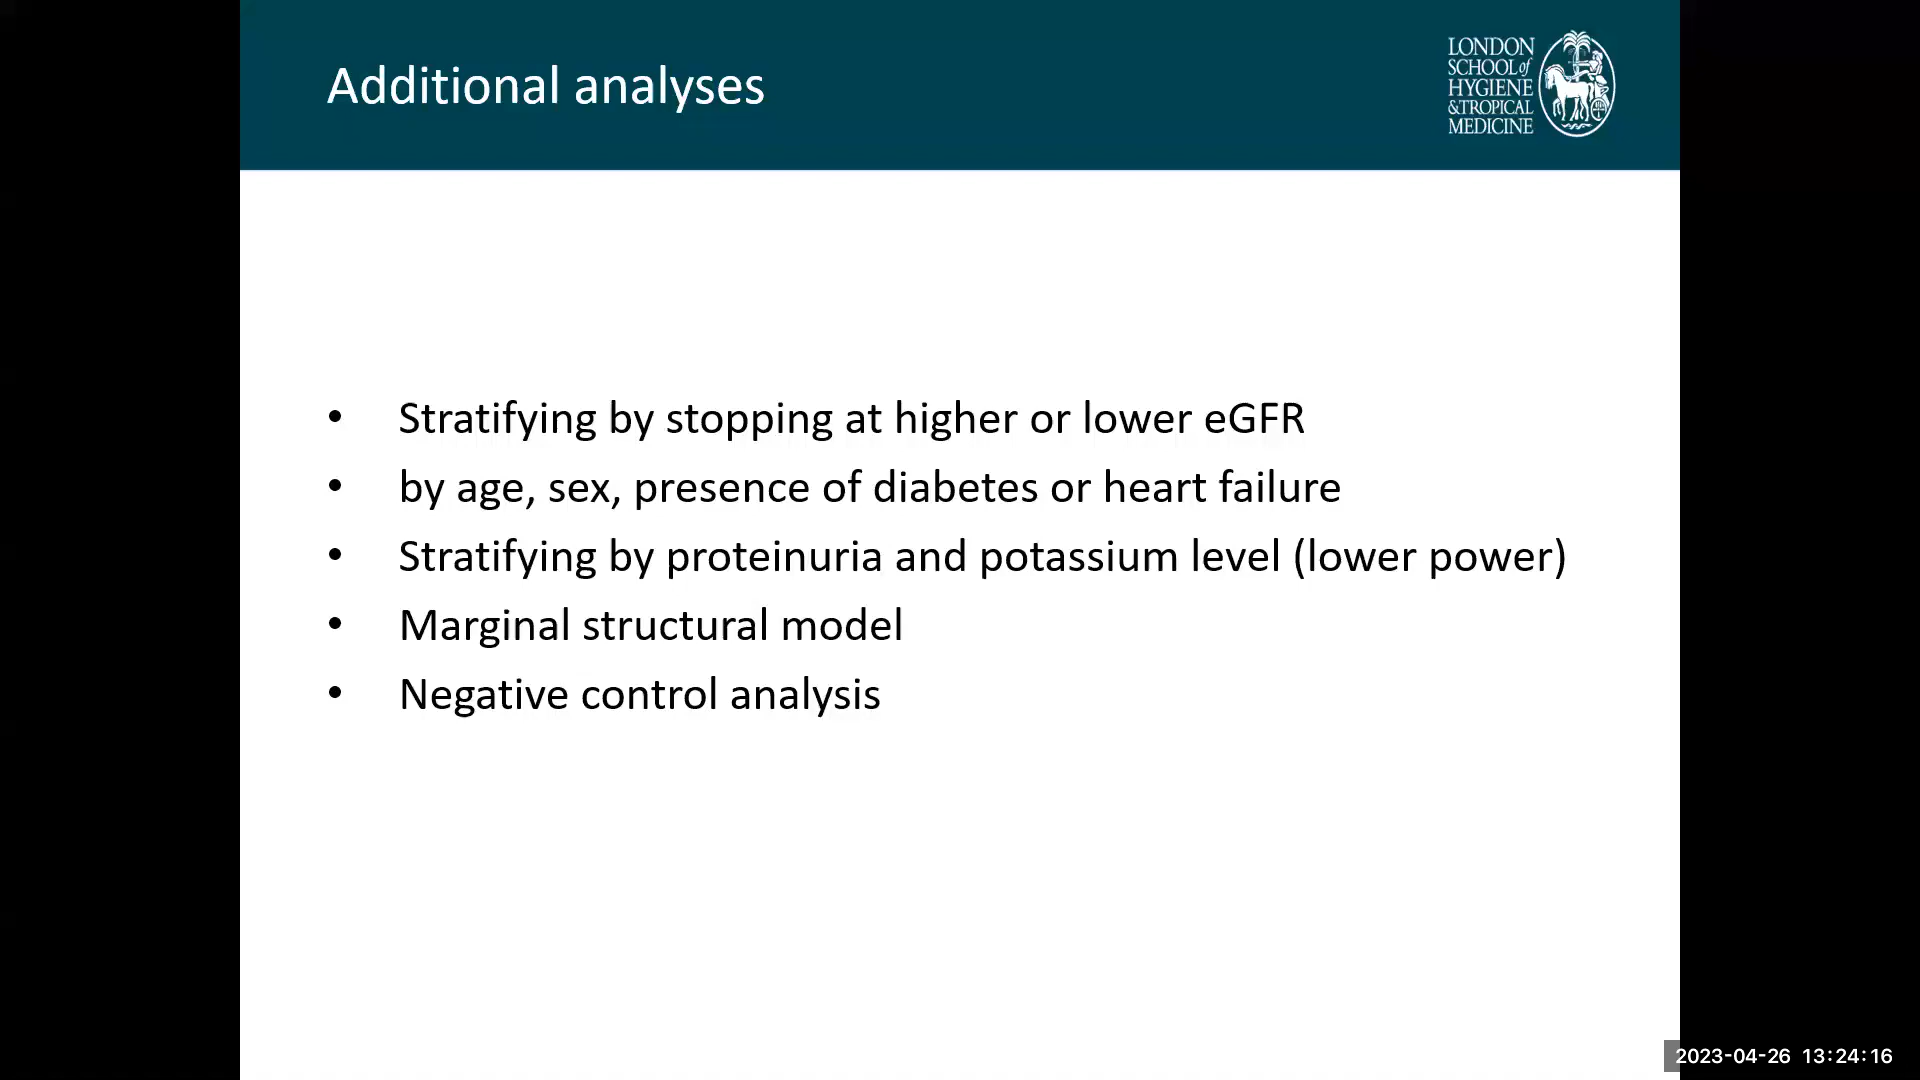 Additional analyses
LONDON
SCHOOL of
HYGIENE
& TROPICAL
MEDICINE
• Stratifying by stopping at higher or lower eGFR
• by age, sex, presence of diabetes or heart failure
• Stratifying by proteinuria and potassium level (lower power)
• Marginal structural model
• Negative control analysis
2023-04-26 13:24:16